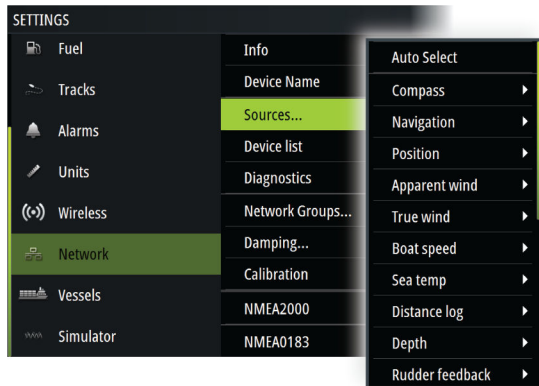 SETTINGS
Fuel
Tracks
Alarms
Units
Wireless
Network
Vessels
Simulator
Info
Device Name
Sources...
Device list
Diagnostics
Network Groups...
Damping...
Calibration
NMEA2000
NMEA0183
Auto Select
Compass
Navigation
Position
Apparent wind
True wind
Boat speed
Sea temp
Distance log
Depth
Rudder feedback